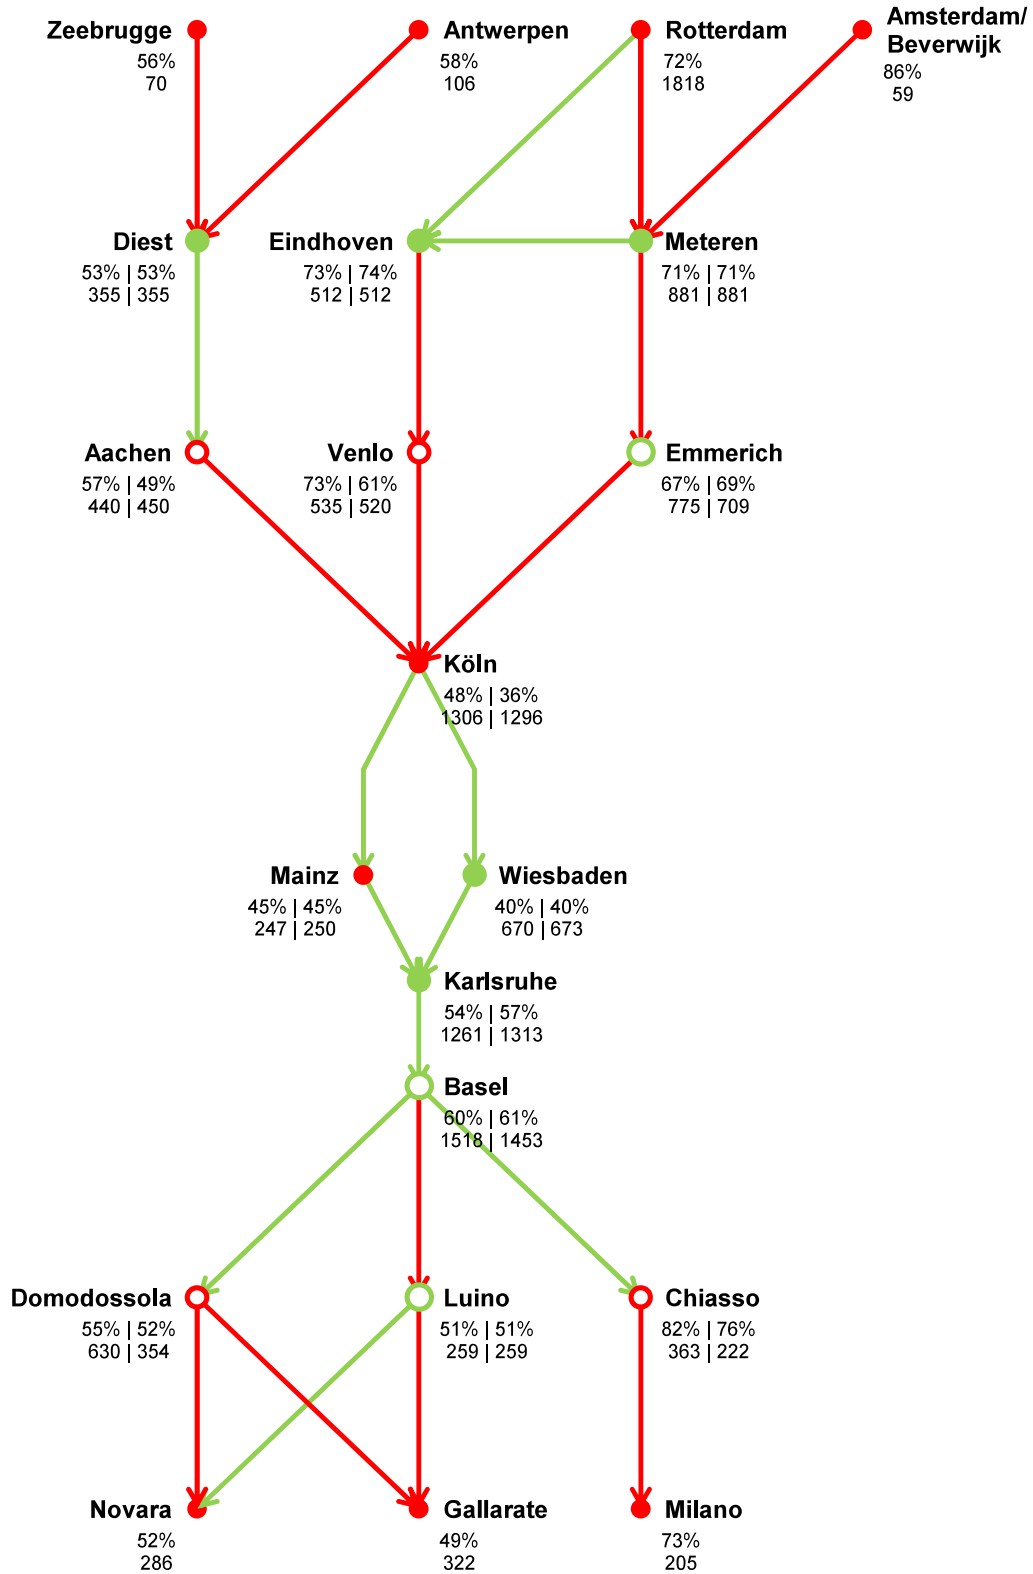 Zeebrugge
56%
70
Antwerpen
58%
106
Rotterdam
72%
1818
Amsterdam/
Beverwijk
86%
59
Diest
53% | 53%
355 | 355
Eindhoven
73% | 74%
512 | 512
Meteren
71% | 71%
881 | 881
Aachen
57% | 49%
440 | 450
Venlo
73% | 61%
535 | 520
Emmerich
67% | 69%
775 | 709
Köln
48% | 36%
1306 | 1296
Mainz
45% | 45%
247 | 250
Wiesbaden
40% | 40%
670 | 673
Karlsruhe
54% | 57%
1261 | 1313
Basel
60% | 61%
1518 | 1453
Domodossola
55% | 52%
630 | 354
Luino
51% | 51%
259 | 259
Chiasso
82% | 76%
363 | 222
Novara
52%
286
Gallarate
49%
322
Milano
73%
205